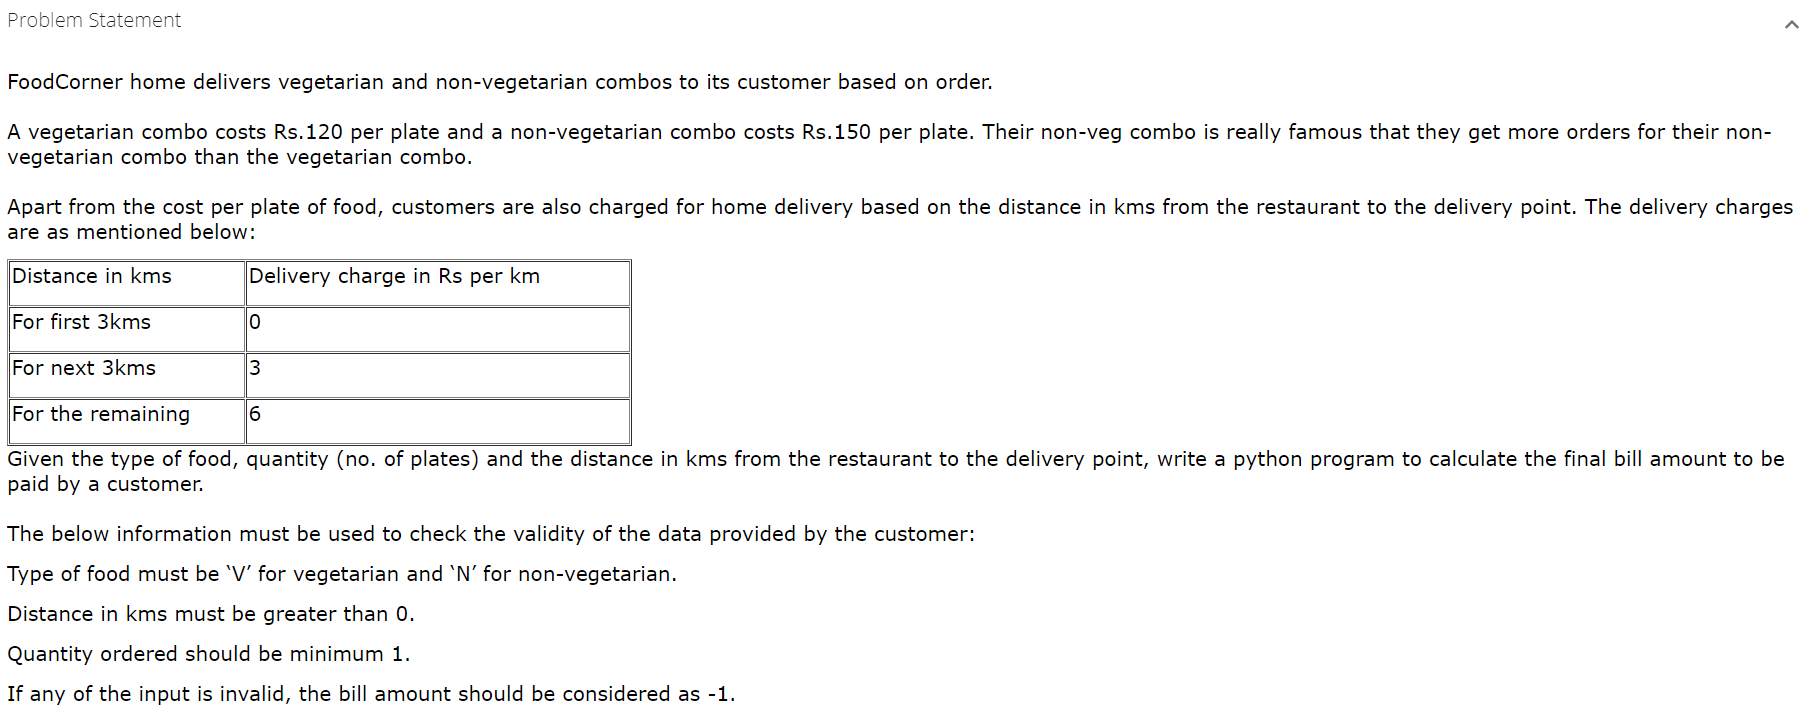 Problem Statement
FoodCorner home delivers vegetarian and non-vegetarian combos to its customer based on order.
A vegetarian combo costs Rs.120 per plate and a non-vegetarian combo costs Rs.150 per plate. Their non-veg combo is really famous that they get more orders for their non-
vegetarian combo than the vegetarian combo.
Apart from the cost per plate of food, customers are also charged for home delivery based on the distance in kms from the restaurant to the delivery point. The delivery charges
are as mentioned below:
Distance in kms Delivery charge in Rs per km
For first 3kms 0
For next 3kms 3
For the remaining 6
Given the type of food, quantity (no. of plates) and the distance in kms from the restaurant to the delivery point, write a python program to calculate the final bill amount to be
paid by a customer.
The below information must be used to check the validity of the data provided by the customer:
Type of food must be ‘V’ for vegetarian and ‘N’ for non-vegetarian.
Distance in kms must be greater than 0.
Quantity ordered should be minimum 1.
If any of the input is invalid, the bill amount should be considered as -1.